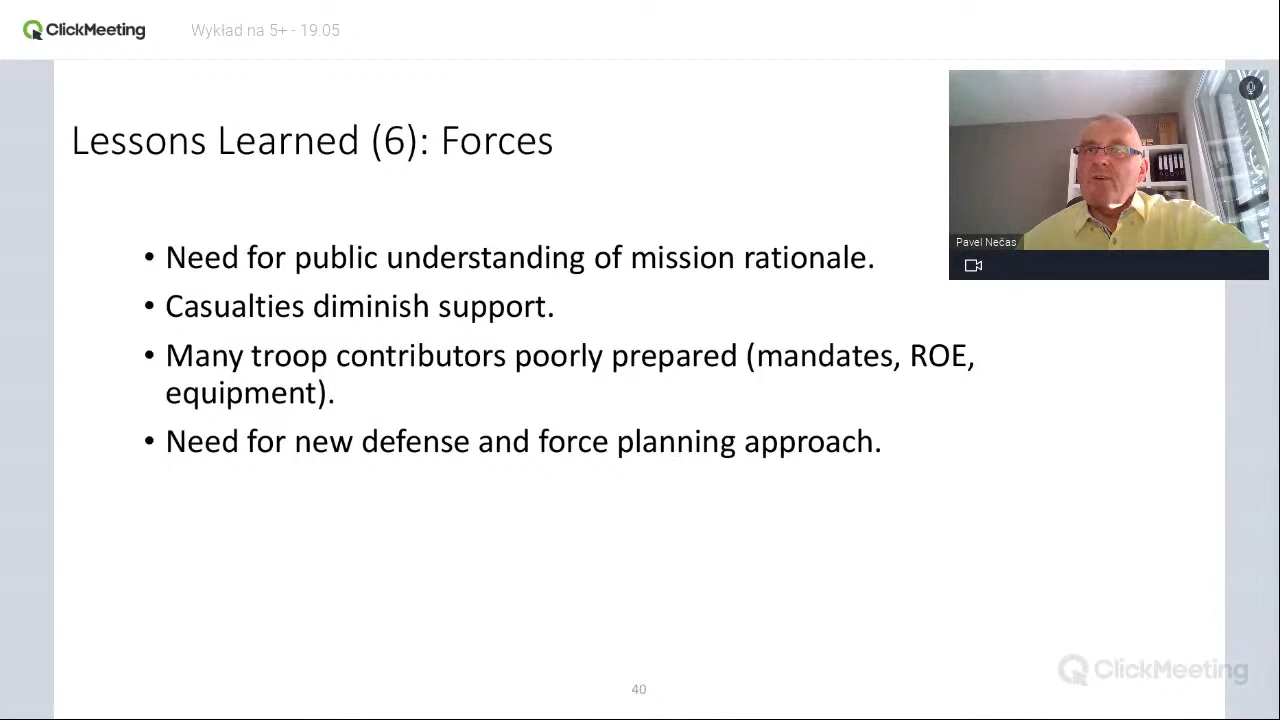 ClickMeeting
Wykład na 5+ - 19.05
Lessons Learned (6): Forces
Pavel Nečas
• Need for public understanding of mission rationale.
• Casualties diminish support.
• Many troop contributors poorly prepared (mandates, ROE,
equipment).
• Need for new defense and force planning approach.
ClickMeeting
40